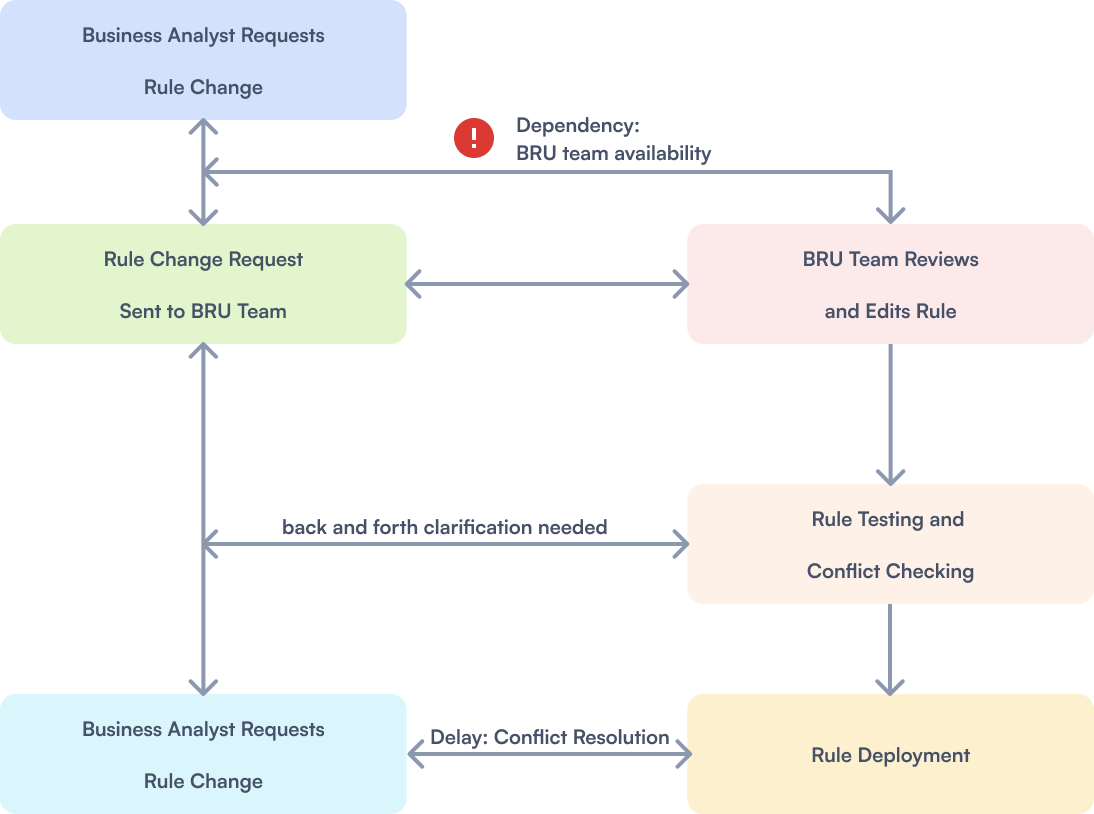 Business Analyst Requests
Rule Change
Dependency:
BRU team availability
Rule Change Request
Sent to BRU Team
BRU Team Reviews
and Edits Rule
back and forth clarification needed
Rule Testing and
Conflict Checking
Business Analyst Requests
Rule Change
Delay: Conflict Resolution
Rule Deployment